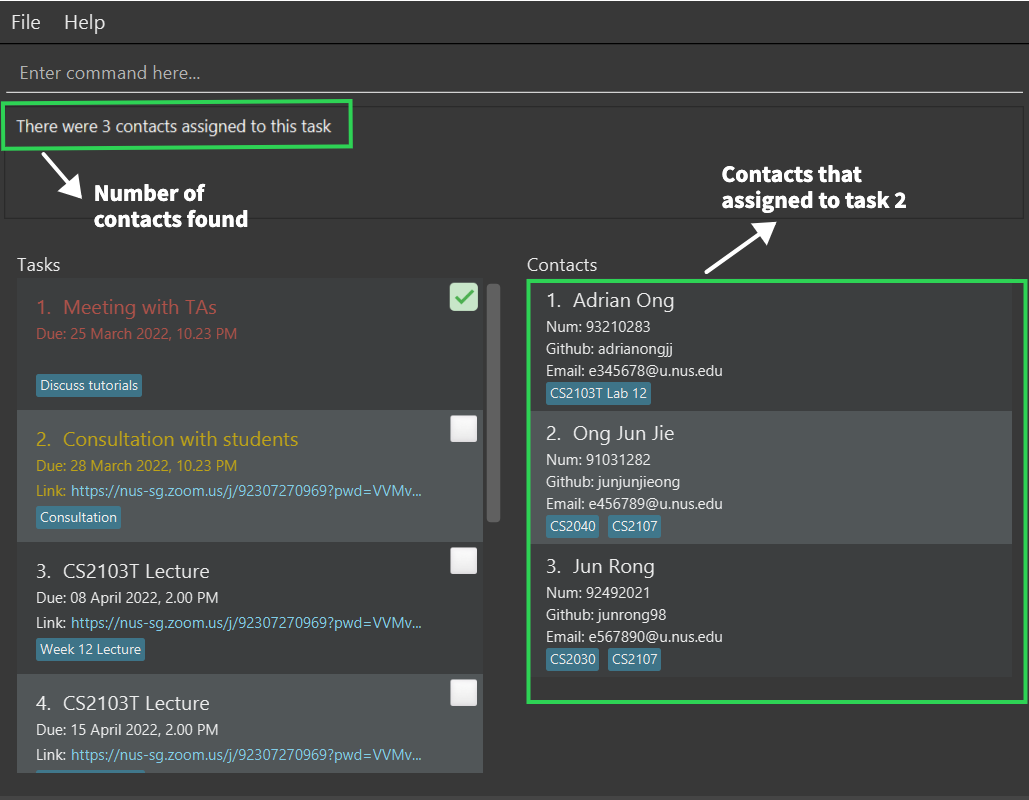 File Help
Enter command here...
There were 3 contacts assigned to this task
Number of
contacts found
Contacts that
assigned to task 2
Tasks
1. Meeting with TAs
Due: 25 March 2022, 10.23 PM
Discuss tutorials
2. Consultation with students
Due: 28 March 2022, 10.23 PM
Link: https://nus-sg.zoom.us/j/92307270969?pwd=VVMv...
Consultation
3. CS2103T Lecture
Due: 08 April 2022, 2.00 PM
Link: https://nus-sg.zoom.us/j/92307270969?pwd=VVMv...
Week 12 Lecture
4. CS2103T Lecture
Due: 15 April 2022, 2.00 PM
Link: https://nus-sg.zoom.us/j/92307270969?pwd=VVMv...
Contacts
1. Adrian Ong
Num: 93210283
Github: adrianongjj
Email: e345678@u.nus.edu
CS2103T Lab 12
2. Ong Jun Jie
Num: 91031282
Github: junjunjieong
Email: e456789@u.nus.edu
CS2040 CS2107
3. Jun Rong
Num: 92492021
Github: junrong98
Email: e567890@u.nus.edu
CS2030 CS2107